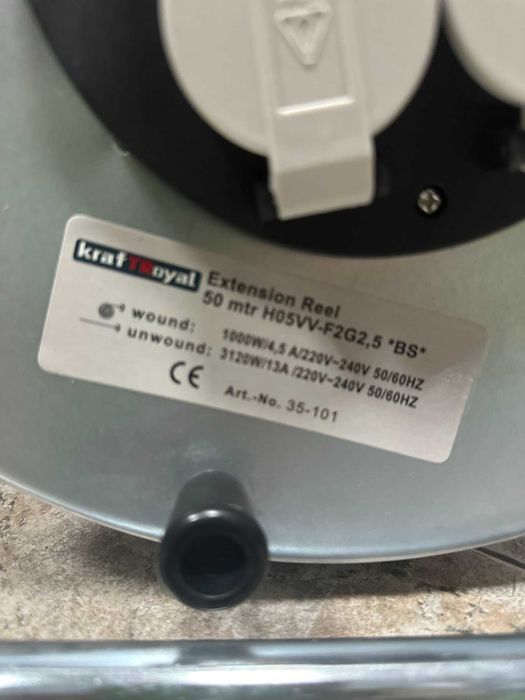 krafTRoyal Extension Reel
50 mtr H05VV-F2G2,5 *BS*
wound: 1000W/4,5 A/220V~240V 50/60HZ
unwound: 3120W/13A /220V~240V 50/60HZ
CE Art.-No. 35-101